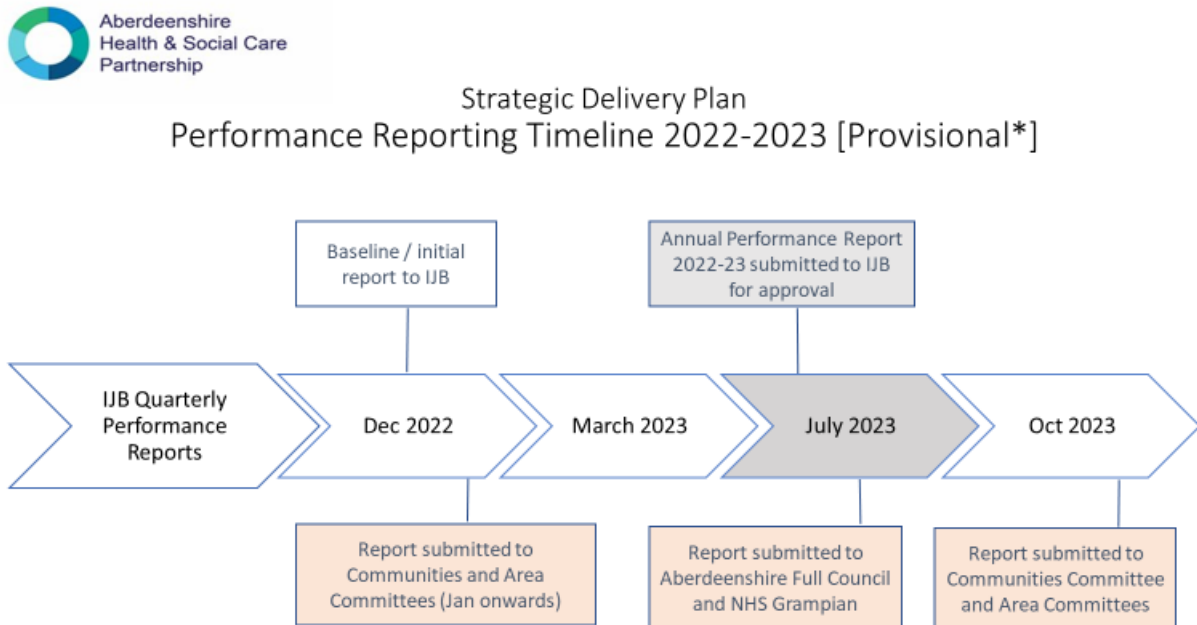 Aberdeenshire
Health & Social Care
Partnership
Strategic Delivery Plan
Performance Reporting Timeline 2022-2023 [Provisional*]
Baseline / initial
report to IJB
Annual Performance Report
2022-23 submitted to IJB
for approval
IJB Quarterly
Performance
Reports
Dec 2022
March 2023
July 2023
Oct 2023
Report submitted to
Communities and Area
Committees (Jan onwards)
Report submitted to
Aberdeenshire Full Council
and NHS Grampian
Report submitted to
Communities Committee
and Area Committees